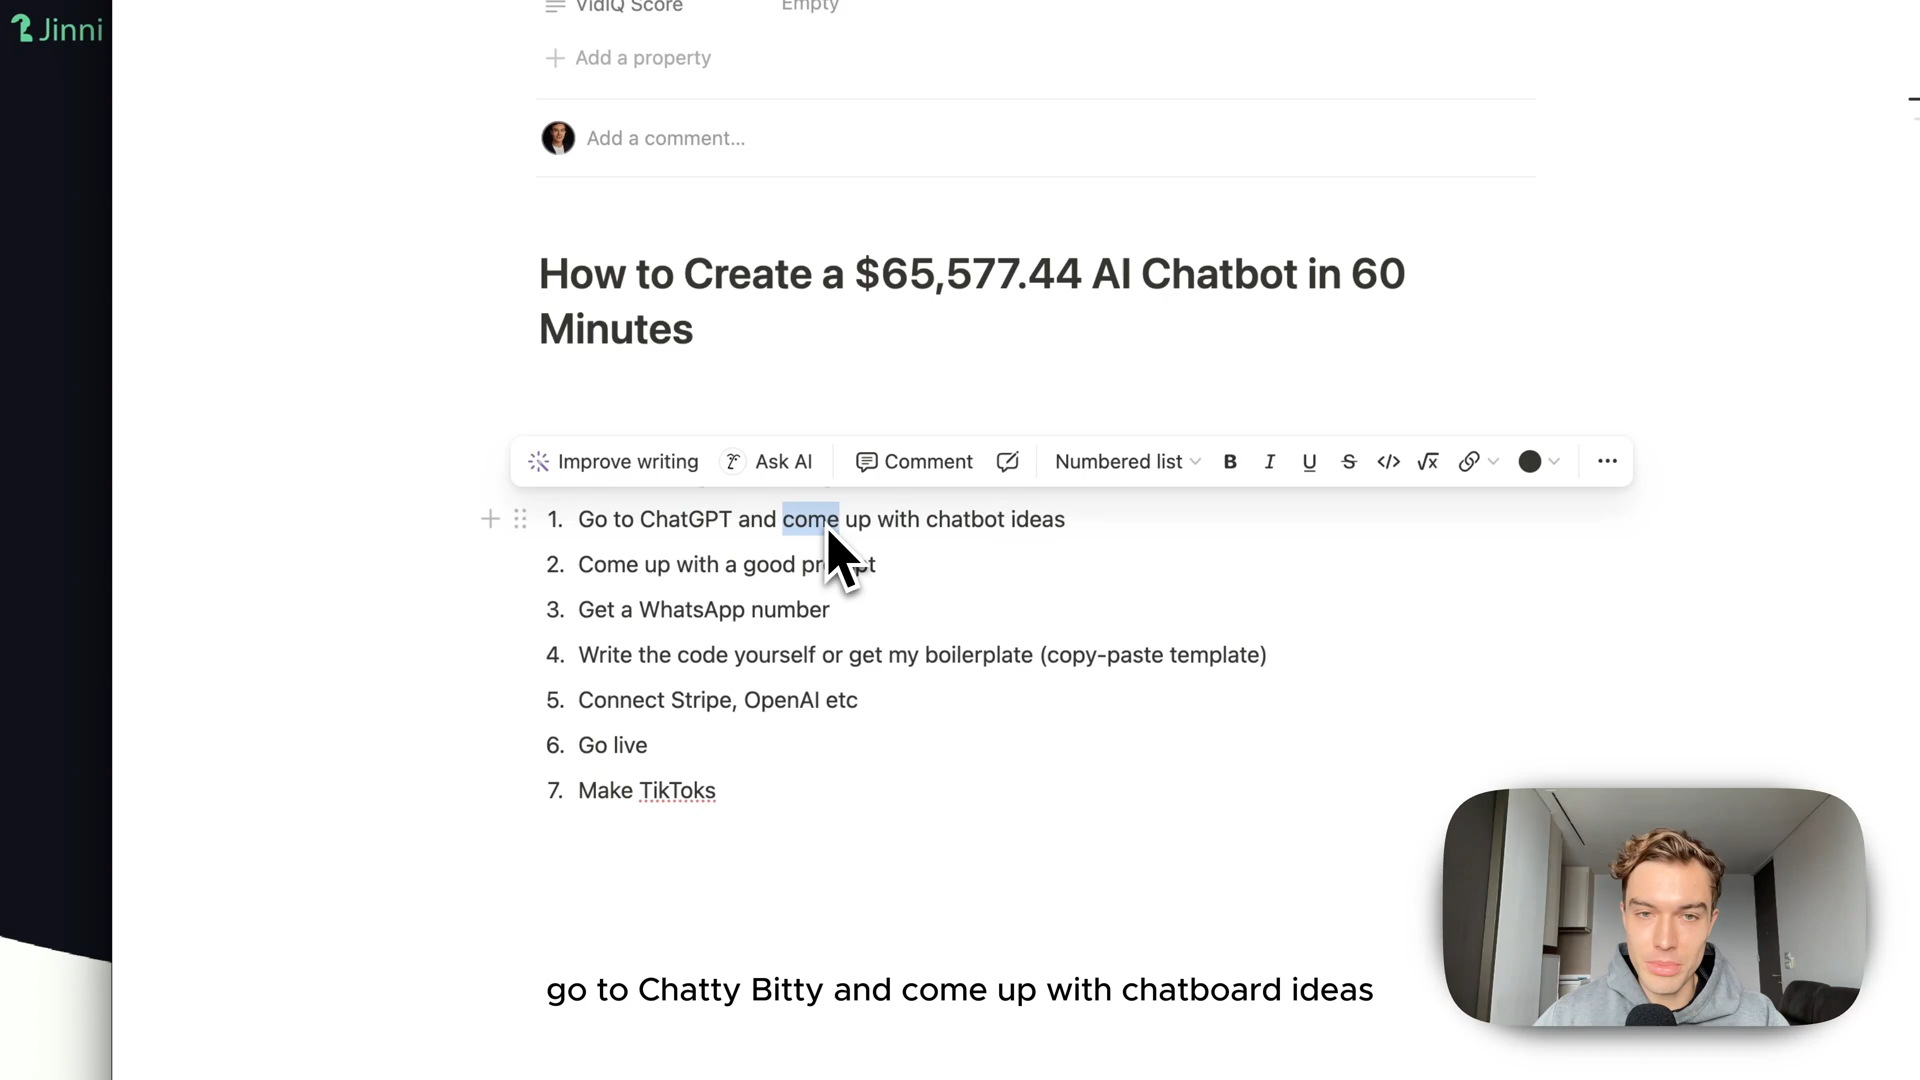 Jinni
VidIQ Score Empty
Add a property
Add a comment...
How to Create a $65,577.44 AI Chatbot in 60
Minutes
Improve writing Ask AI Comment Numbered list B I U S </> √x
1. Go to ChatGPT and come up with chatbot ideas
2. Come up with a good prompt
3. Get a WhatsApp number
4. Write the code yourself or get my boilerplate (copy-paste template)
5. Connect Stripe, OpenAI etc
6. Go live
7. Make TikToks
go to Chatty Bitty and come up with chatboard ideas